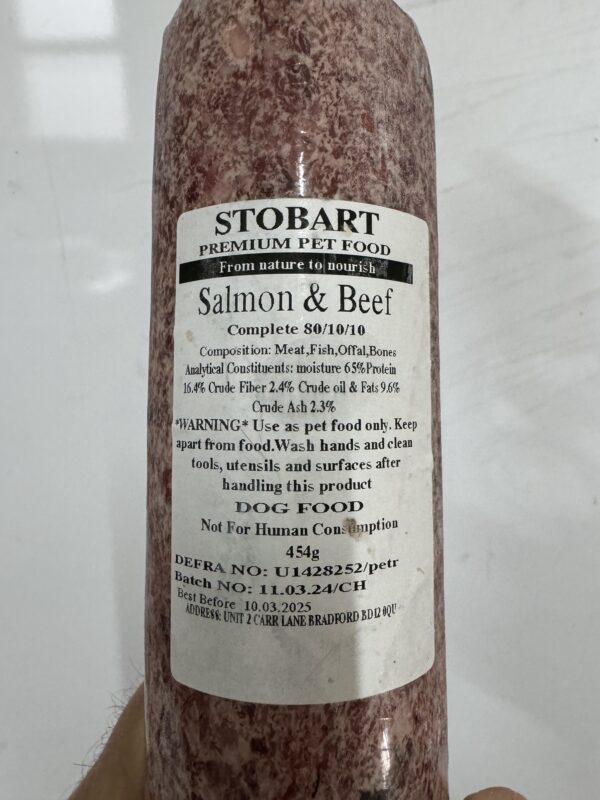 STOBART
PREMIUM PET FOOD
From nature to nourish
Salmon & Beef
Complete 80/10/10
Composition: Meat,Fish,Offal,Bones
Analytical Constituents: moisture 65% Protein
16.4% Crude Fiber 2.4% Crude oil & Fats 9.6%
Crude Ash 2.3%
*WARNING* Use as pet food only. Keep
apart from food.Wash hands and clean
tools, utensils and surfaces after
handling this product
DOG FOOD
Not For Human Consumption
454g
DEFRA NO: U1428252/petr
Batch NO: 11.03.24/CH
Best Before 10.03.2025
ADDRESS: UNIT 2 CARR LANE BRADFORD BD12 0QU